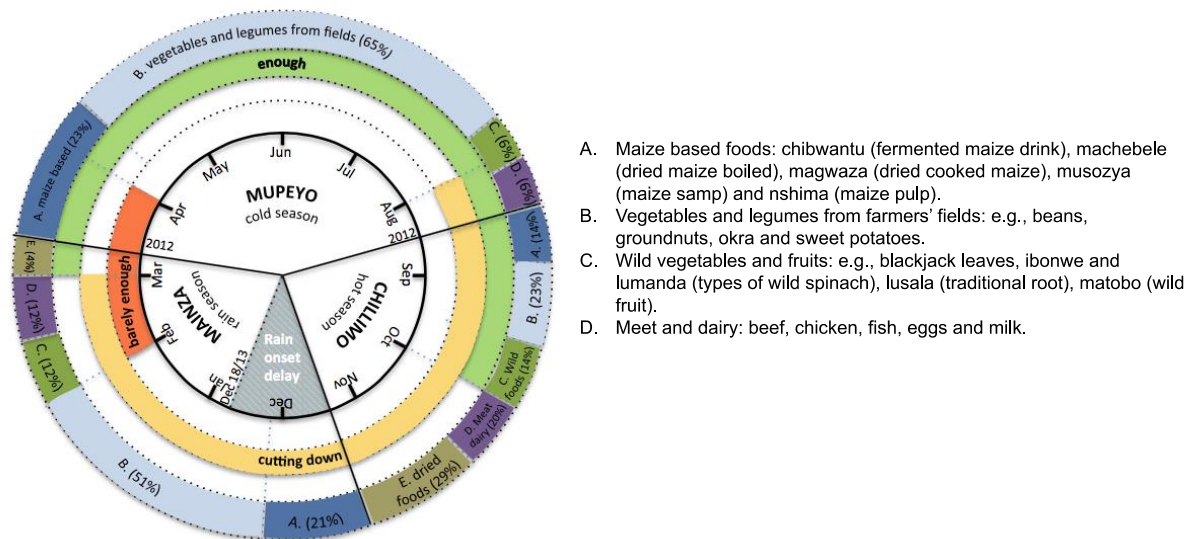 B. vegetables and legumes from fields (65%)
enough
C. (6%)
D. (6%)
A. maize based (23%)
Jun
May
Jul
MUPEYO
cold season
Apr
Aug
2012
2012
A. (14%)
E. (4%)
Mar
Sep
B. (23%)
D. (12%)
barely enough
MAINZA
rain season
CHILLIMO
hot season
Feb
Oct
C. (12%)
Rain
onset
delay
C. Wild
foods (14%)
Jan
Dec 18/13
Nov
Dec
D. Meat
dairy (20%)
cutting down
B. (51%)
E. dried
foods (29%)
A. (21%)
A. Maize based foods: chibwantu (fermented maize drink), machebele
(dried maize boiled), magwaza (dried cooked maize), musozya
(maize samp) and nshima (maize pulp).
B. Vegetables and legumes from farmers’ fields: e.g., beans,
groundnuts, okra and sweet potatoes.
C. Wild vegetables and fruits: e.g., blackjack leaves, ibonwe and
lumanda (types of wild spinach), lusala (traditional root), matobo (wild
fruit).
D. Meet and dairy: beef, chicken, fish, eggs and milk.